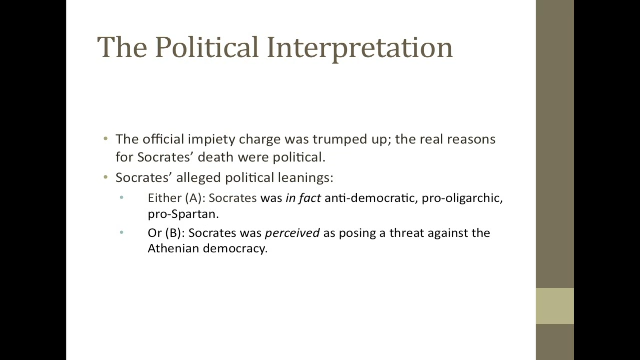 The Political Interpretation
The official impiety charge was trumped up; the real reasons
for Socrates’ death were political.
Socrates’ alleged political leanings:
Either (A): Socrates was in fact anti-democratic, pro-oligarchic,
pro-Spartan.
Or (B): Socrates was perceived as posing a threat against the
Athenian democracy.